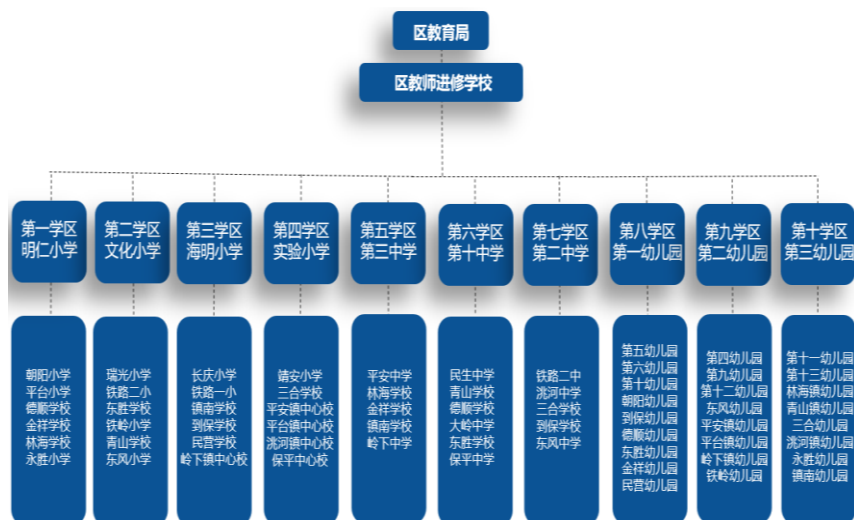 区教育局
区教师进修学校
第一学区
明仁小学
第二学区
文化小学
第三学区
海明小学
第四学区
实验小学
第五学区
第三中学
第六学区
第十中学
第七学区
第二中学
第八学区
第一幼儿园
第九学区
第二幼儿园
第十学区
第三幼儿园
朝阳小学
平台小学
德顺学校
金祥学校
林海学校
永胜小学
瑞光小学
铁路二小
东胜学校
铁岭小学
青山学校
东风小学
长庆小学
铁路一小
镇南学校
到保学校
民营学校
岭下镇中心校
靖安小学
三合学校
平安镇中心校
平台镇中心校
洮河镇中心校
保平中心校
平安中学
林海学校
金祥学校
镇南学校
岭下中学
民生中学
青山学校
德顺学校
大岭中学
东胜学校
保平中学
铁路二中
洮河中学
三合学校
到保学校
东风中学
第五幼儿园
第六幼儿园
第十幼儿园
朝阳幼儿园
到保幼儿园
德顺幼儿园
东胜幼儿园
金祥幼儿园
民营幼儿园
第四幼儿园
第九幼儿园
第十二幼儿园
东风幼儿园
平安镇幼儿园
平台镇幼儿园
岭下镇幼儿园
铁岭幼儿园
第十一幼儿园
第十三幼儿园
林海镇幼儿园
青山镇幼儿园
三合幼儿园
洮河镇幼儿园
永胜幼儿园
镇南幼儿园